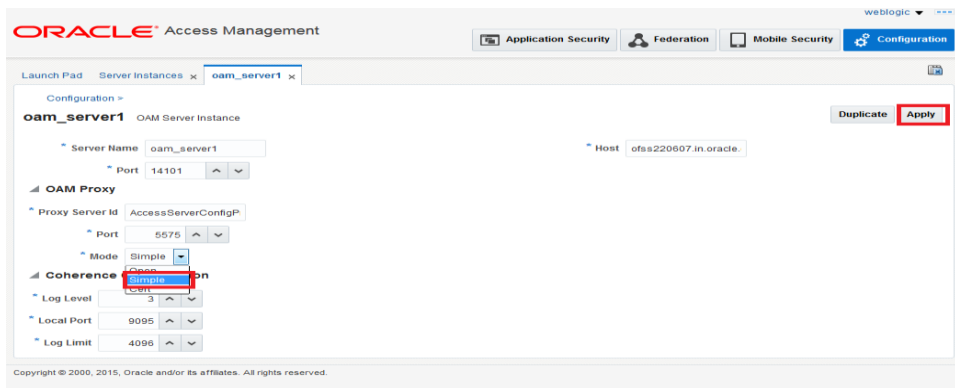 weblogic
ORACLE Access Management
Application Security Federation Mobile Security Configuration
Launch Pad Server Instances x oam_server1 x
Configuration >
oam_server1 OAM Server Instance Duplicate Apply
* Server Name oam_server1 * Host ofss220607.in.oracle.
* Port 14101
OAM Proxy
* Proxy Server Id AccessServerConfigP
* Port 5575
* Mode Simple
Open
Coherence on
Simple
Cert
* Log Level 3
* Local Port 9095
* Log Limit 4096
Copyright © 2000, 2015, Oracle and/or its affiliates. All rights reserved.